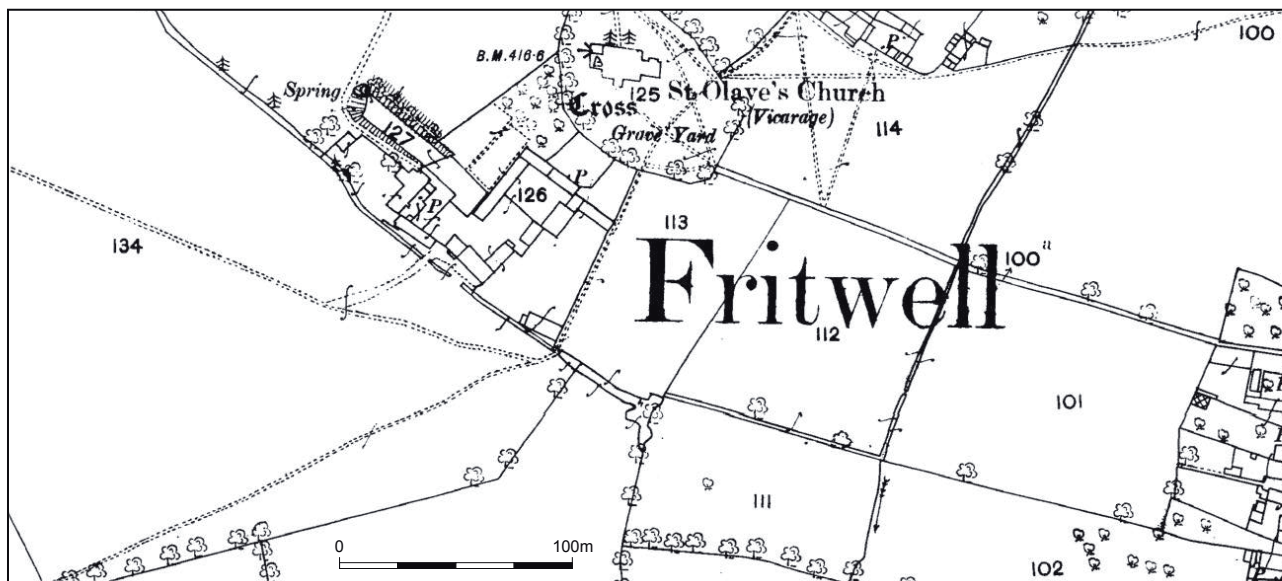 100
P
B.M.416·6
Spring
125 St. Olave's Church
Cross
(Vicarage)
127
Grave Yard
114
P
126
P
113
134
Fritwell
100a
112
101
111
0 100m
102
P